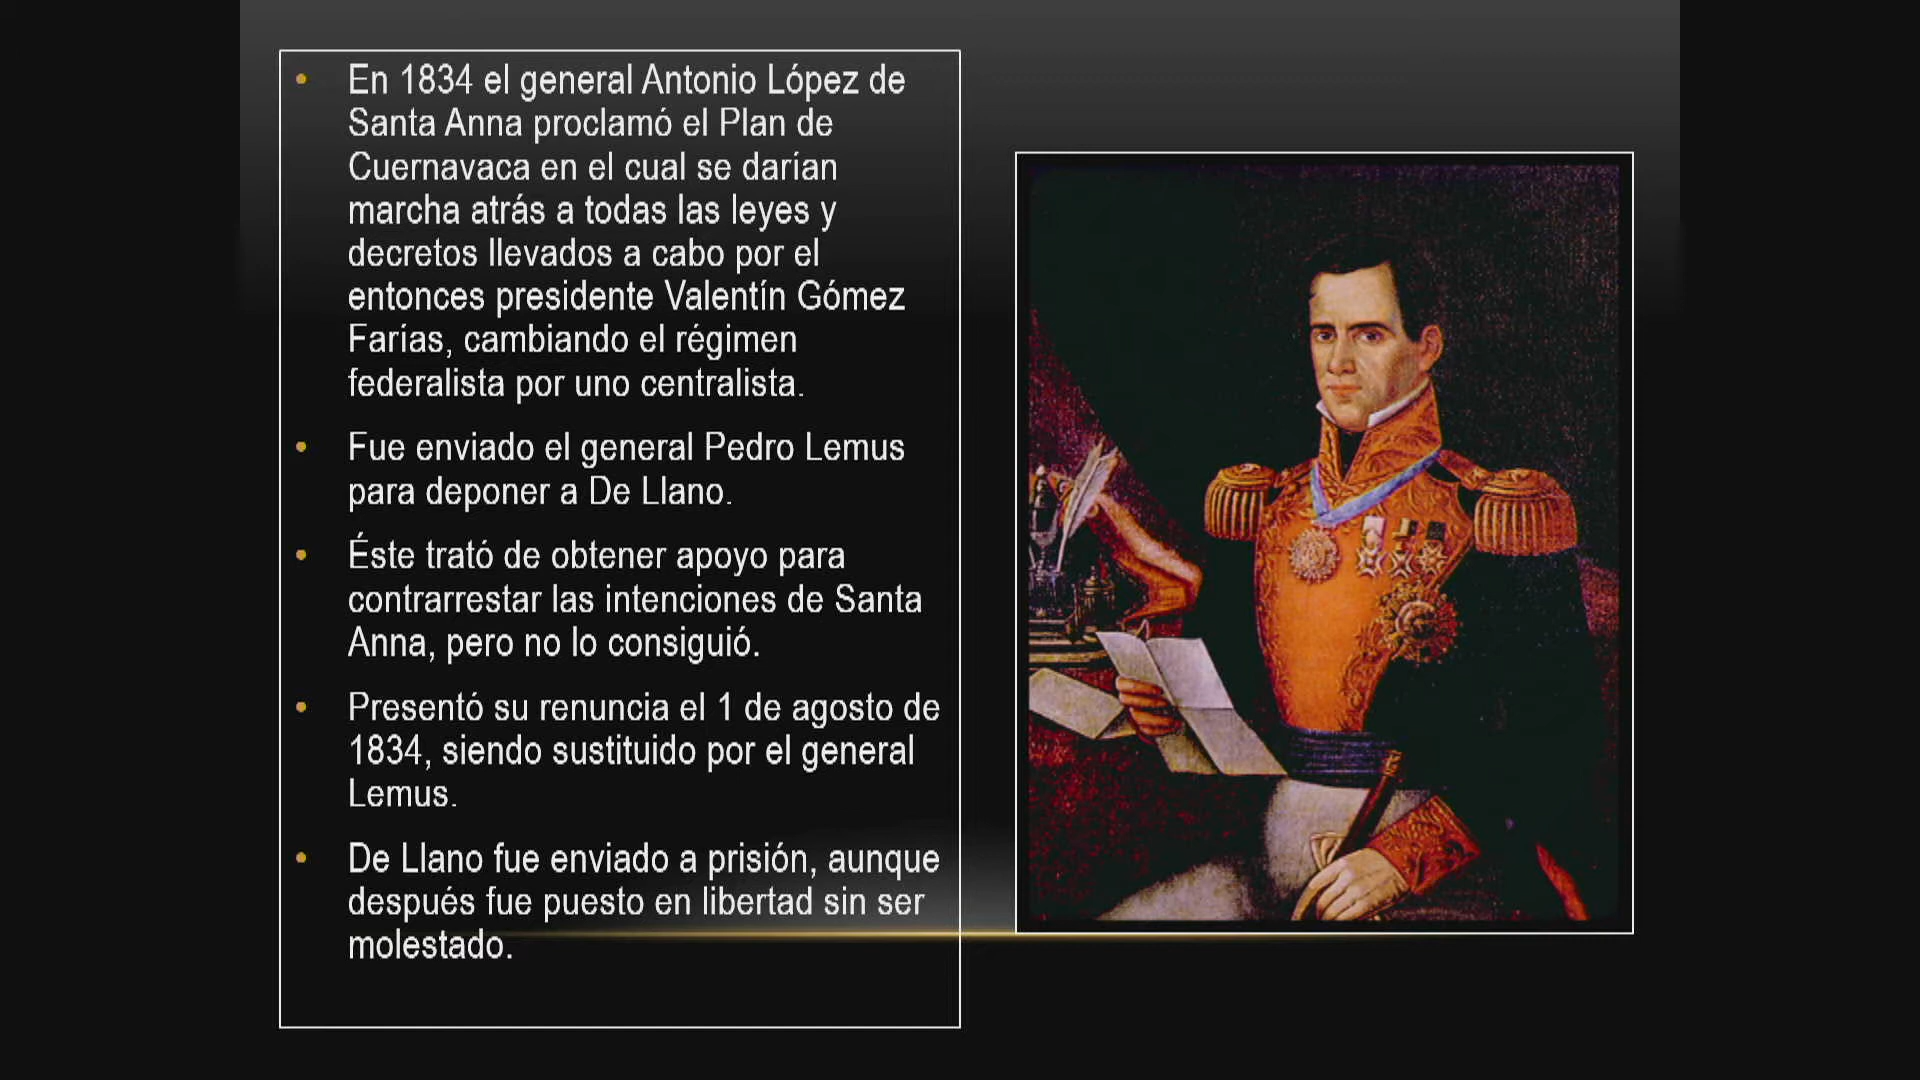 • En 1834 el general Antonio López de
Santa Anna proclamó el Plan de
Cuernavaca en el cual se darían
marcha atrás a todas las leyes y
decretos llevados a cabo por el
entonces presidente Valentín Gómez
Farías, cambiando el régimen
federalista por uno centralista.
• Fue enviado el general Pedro Lemus
para deponer a De Llano.
• Éste trató de obtener apoyo para
contrarrestar las intenciones de Santa
Anna, pero no lo consiguió.
• Presentó su renuncia el 1 de agosto de
1834, siendo sustituido por el general
Lemus.
• De Llano fue enviado a prisión, aunque
después fue puesto en libertad sin ser
molestado.